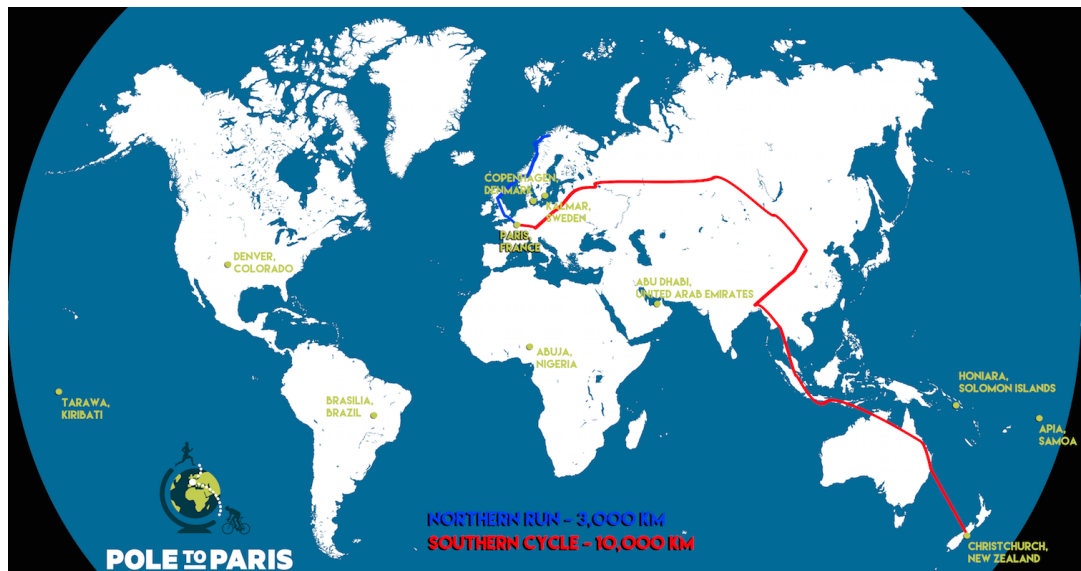 COPENHAGEN,
DENMARK
KALMAR,
SWEDEN
PARIS,
FRANCE
DENVER,
COLORADO
ABU DHABI,
UNITED ARAB EMIRATES
ABUJA,
NIGERIA
HONIARA,
SOLOMON ISLANDS
TARAWA,
KIRIBATI
BRASILIA,
BRAZIL
APIA,
SAMOA
NORTHERN RUN - 3,000 KM
SOUTHERN CYCLE - 10,000 KM
CHRISTCHURCH,
NEW ZEALAND
POLE TO PARIS